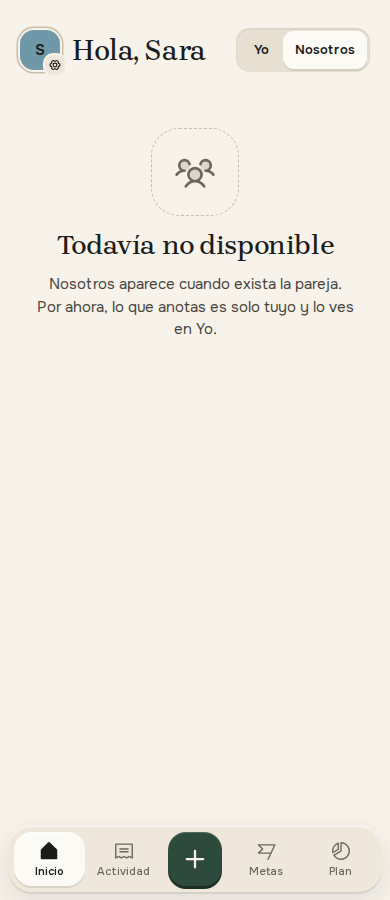 S
Hola, Sara
Yo
Nosotros
Todavía no disponible
Nosotros aparece cuando exista la pareja.
Por ahora, lo que anotas es solo tuyo y lo ves
en Yo.
Inicio
Actividad
Metas
Plan